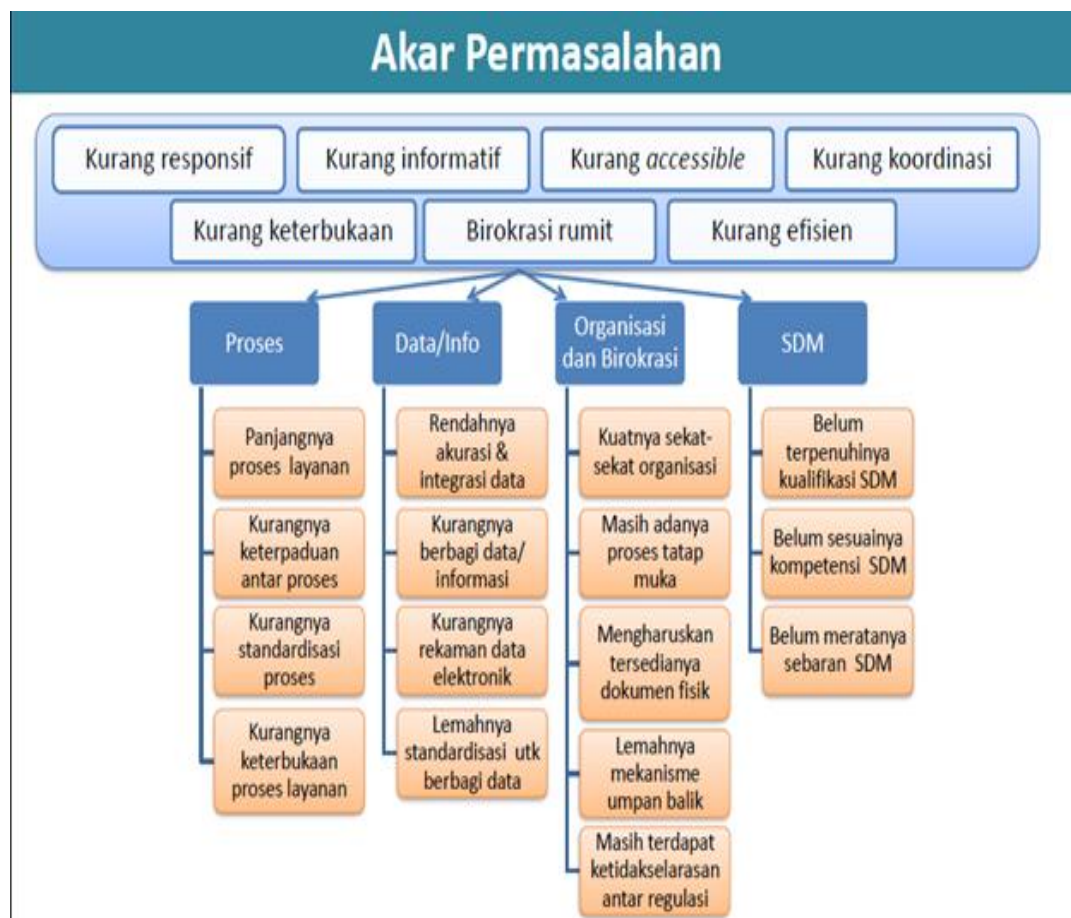 Akar Permasalahan
Kurang responsif
Kurang informatif
Kurang accessible
Kurang koordinasi
Kurang keterbukaan
Birokrasi rumit
Kurang efisien
Proses
Panjangnya
proses layanan
Kurangnya
keterpaduan
antar proses
Kurangnya
standardisasi
proses
Kurangnya
keterbukaan
proses layanan
Data/Info
Rendahnya
akurasi &
integrasi data
Kurangnya
berbagi data/
informasi
Kurangnya
rekaman data
elektronik
Lemahnya
standardisasi utk
berbagi data
Organisasi
dan Birokrasi
Kuatnya sekat-
sekat organisasi
Masih adanya
proses tatap
muka
Mengharuskan
tersedianya
dokumen fisik
Lemahnya
mekanisme
umpan balik
Masih terdapat
ketidakselarasan
antar regulasi
SDM
Belum
terpenuhinya
kualifikasi SDM
Belum sesuainya
kompetensi SDM
Belum meratanya
sebaran SDM